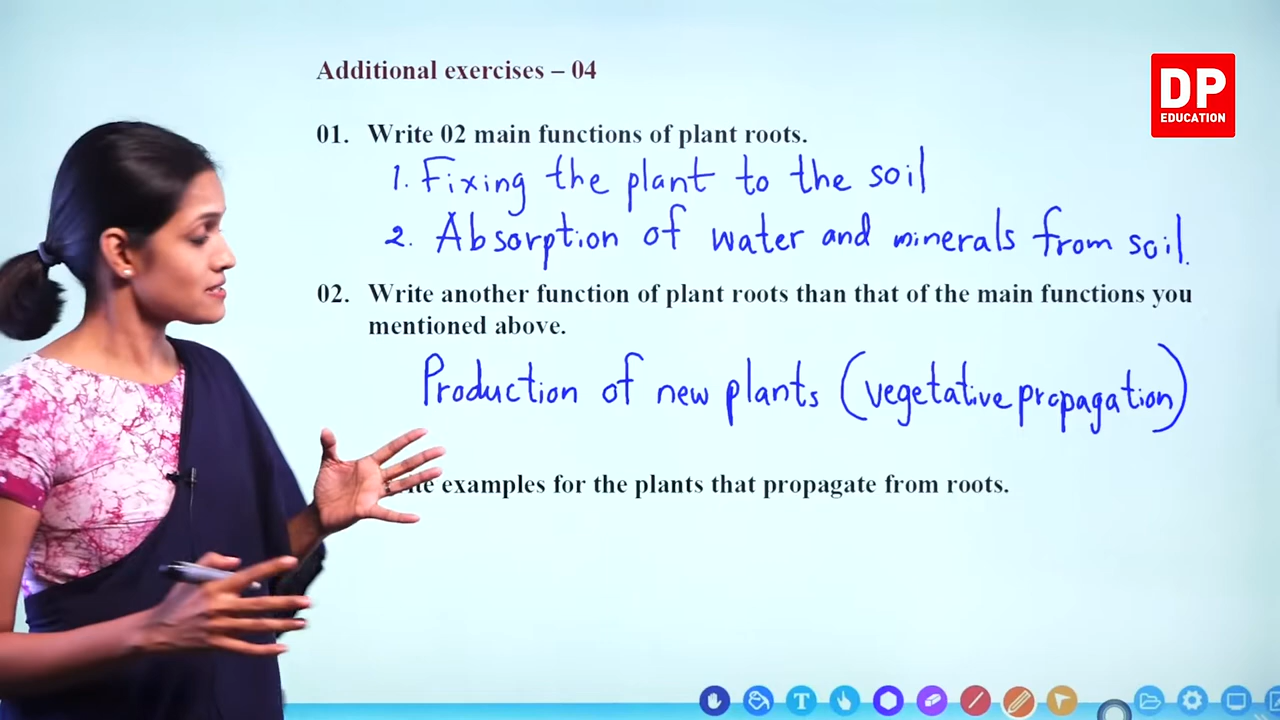 DP
EDUCATION
Additional exercises – 04
01. Write 02 main functions of plant roots.
1. Fixing the plant to the soil
2. Absorption of water and minerals from soil.
02. Write another function of plant roots than that of the main functions you
mentioned above.
Production of new plants (vegetative propagation)
examples for the plants that propagate from roots.